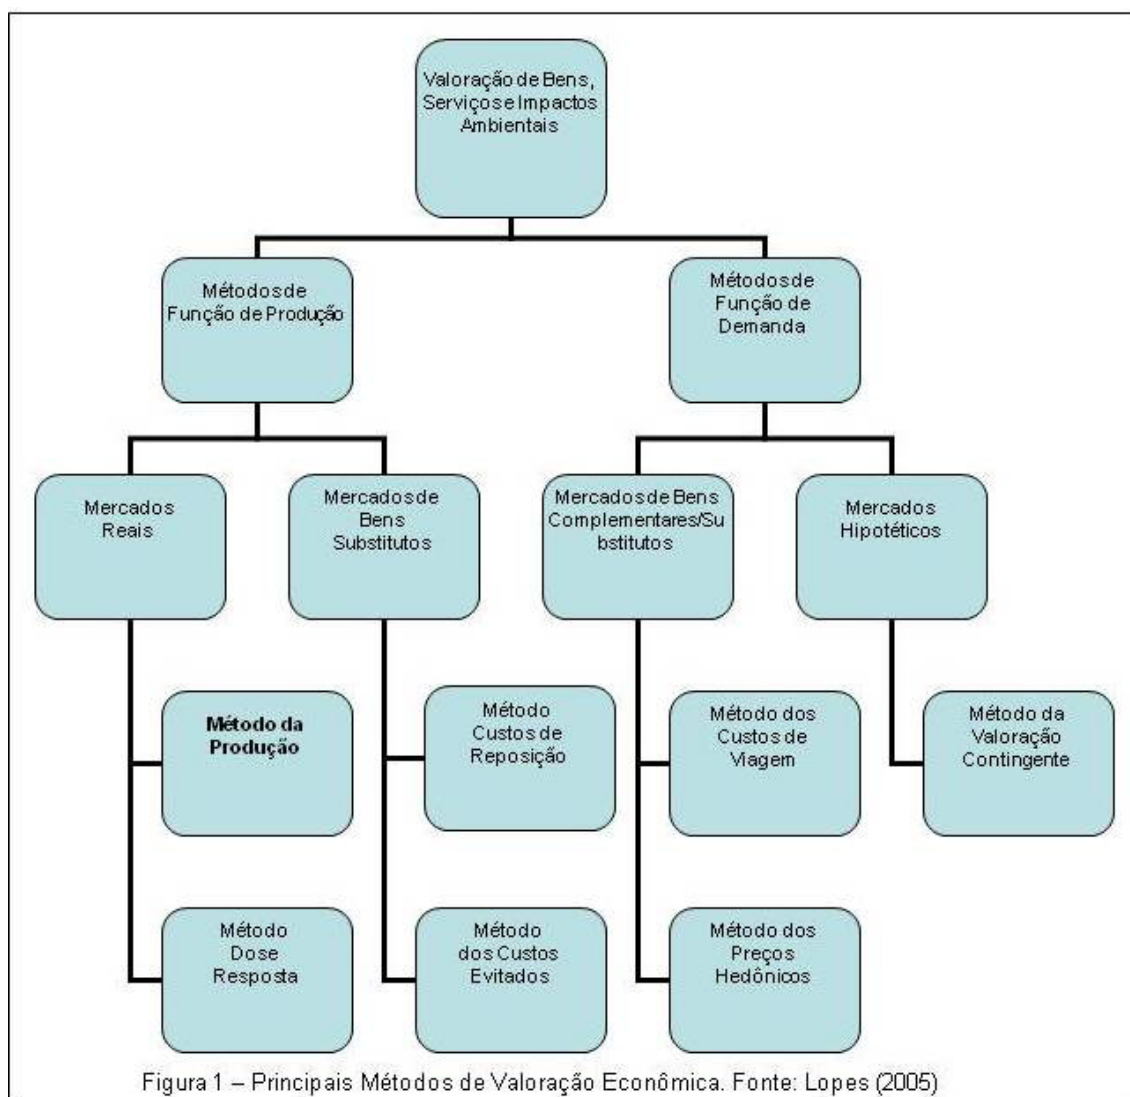 Valoração de Bens,
Serviços e Impactos
Ambientais
Métodos de
Função de Produção
Métodos de
Função de
Demanda
Mercados
Reais
Mercados de
Bens
Substitutos
Mercados de Bens
Complementares/Su
bstitutos
Mercados
Hipotéticos
Método da
Produção
Método
Custos de
Reposição
Método dos
Custos de
Viagem
Método da
Valoração
Contingente
Método
Dose
Resposta
Método
dos Custos
Evitados
Método dos
Preços
Hedônicos
Figura 1 – Principais Métodos de Valoração Econômica. Fonte: Lopes (2005)